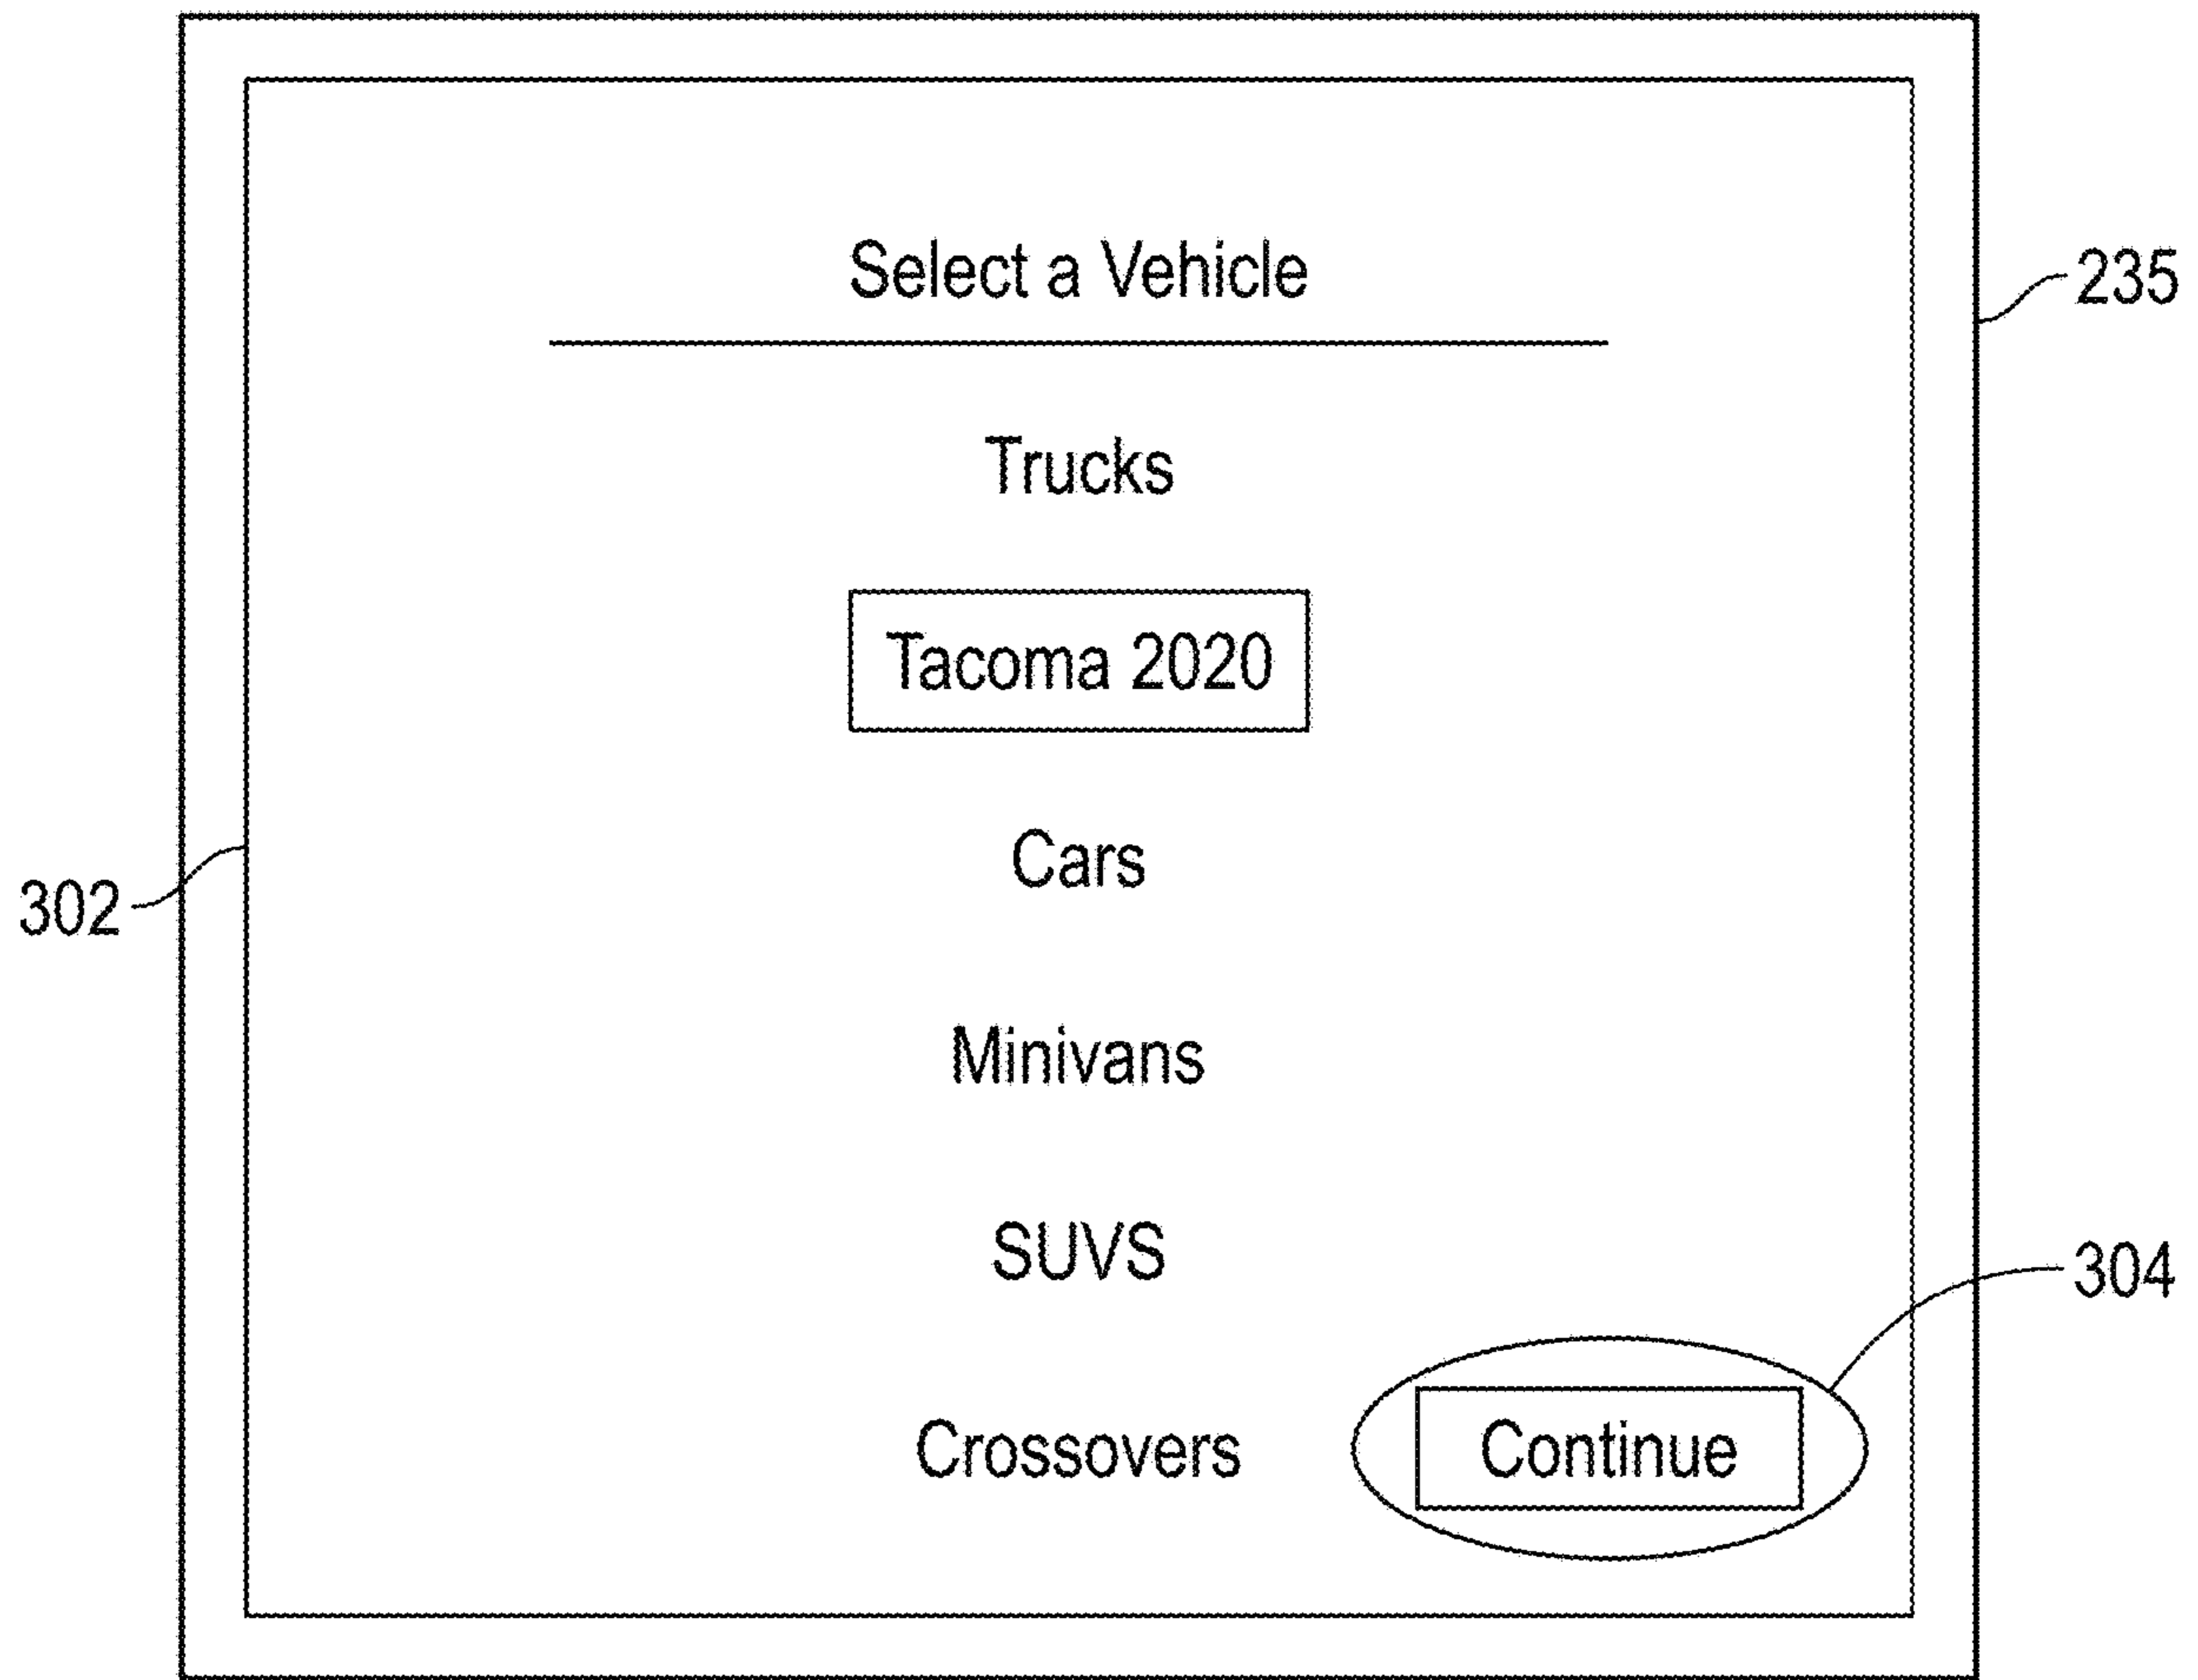 Select a Vehicle
235
Trucks
Tacoma 2020
Cars
302
Minivans
SUVS
304
Crossovers
Continue